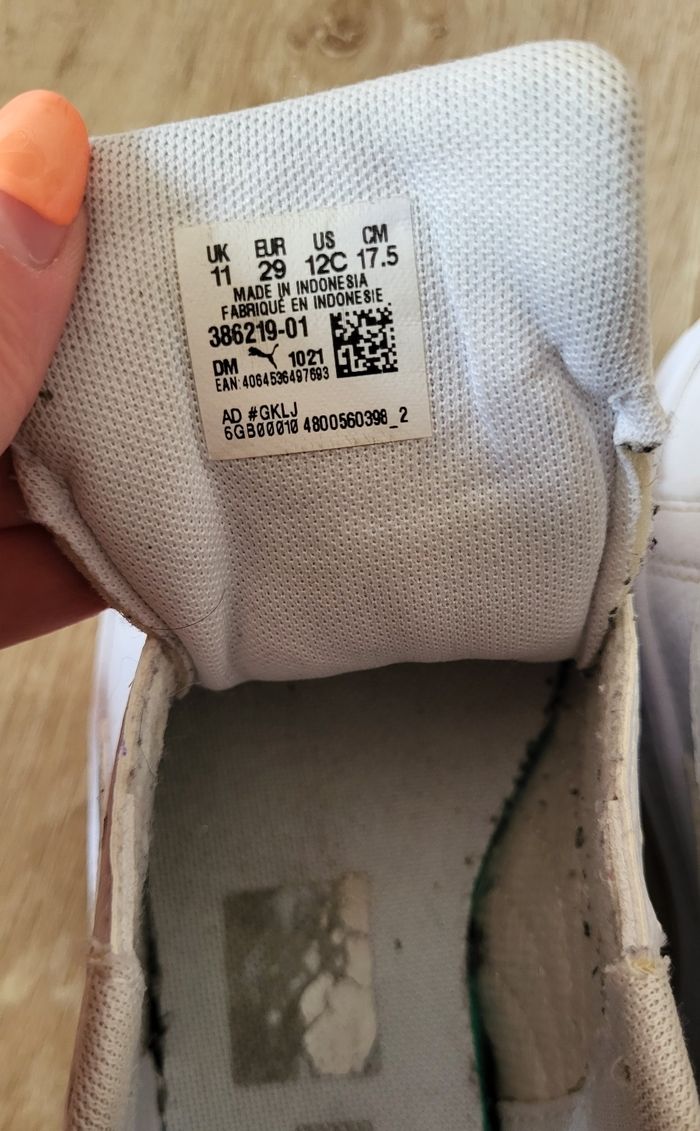 UK EUR US CM
11 29 12C 17.5
MADE IN INDONESIA
FABRIQUÉ EN INDONESIE
386219-01
DM 1021
EAN:4064536497693
AD #GKLJ
6GB00010 4800560398_2